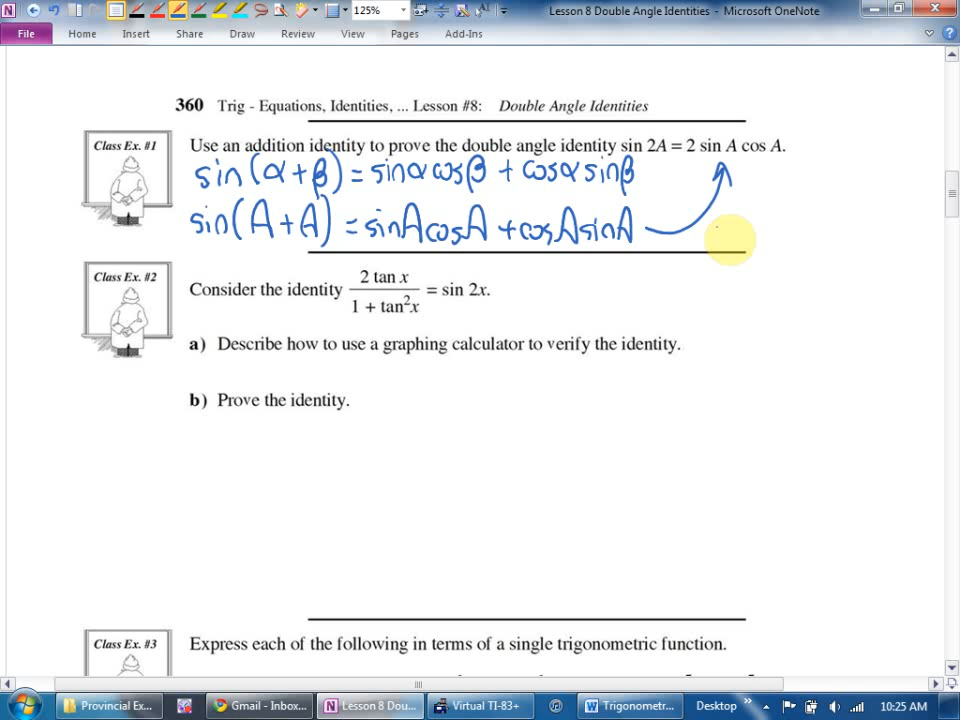 125%
Lesson 8 Double Angle Identities - Microsoft OneNote
File Home Insert Share Draw Review View Pages Add-Ins
360 Trig - Equations, Identities, ... Lesson #8: Double Angle Identities
Class Ex. #1
Use an addition identity to prove the double angle identity sin 2A = 2 sin A cos A.
sin(α+β) = sinαcosβ + cosαsinβ
sin(A+A) = sinAcosA + cosAsinA
Class Ex. #2
Consider the identity 2 tan x / 1 + tan²x = sin 2x.
a) Describe how to use a graphing calculator to verify the identity.
b) Prove the identity.
Class Ex. #3
Express each of the following in terms of a single trigonometric function.
Provincial Ex... Gmail - Inbox... Lesson 8 Dou... Virtual TI-83+ Trigonometr... Desktop 10:25 AM